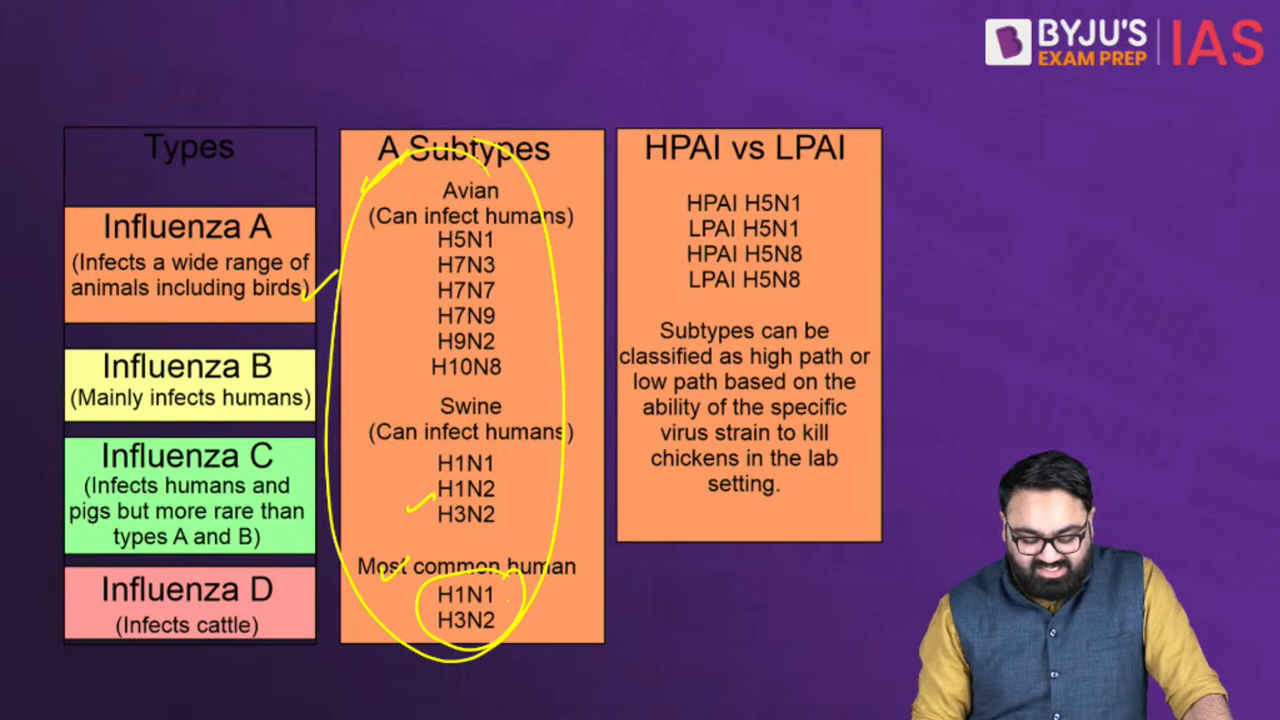 BYJU'S
EXAM PREP
IAS
Types
Influenza A
(Infects a wide range of
animals including birds)
Influenza B
(Mainly infects humans)
Influenza C
(Infects humans and
pigs but more rare than
types A and B)
Influenza D
(Infects cattle)
A Subtypes
Avian
(Can infect humans)
H5N1
H7N3
H7N7
H7N9
H9N2
H10N8
Swine
(Can infect humans)
H1N1
H1N2
H3N2
Most common human
H1N1
H3N2
HPAI vs LPAI
HPAI H5N1
LPAI H5N1
HPAI H5N8
LPAI H5N8
Subtypes can be
classified as high path or
low path based on the
ability of the specific
virus strain to kill
chickens in the lab
setting.